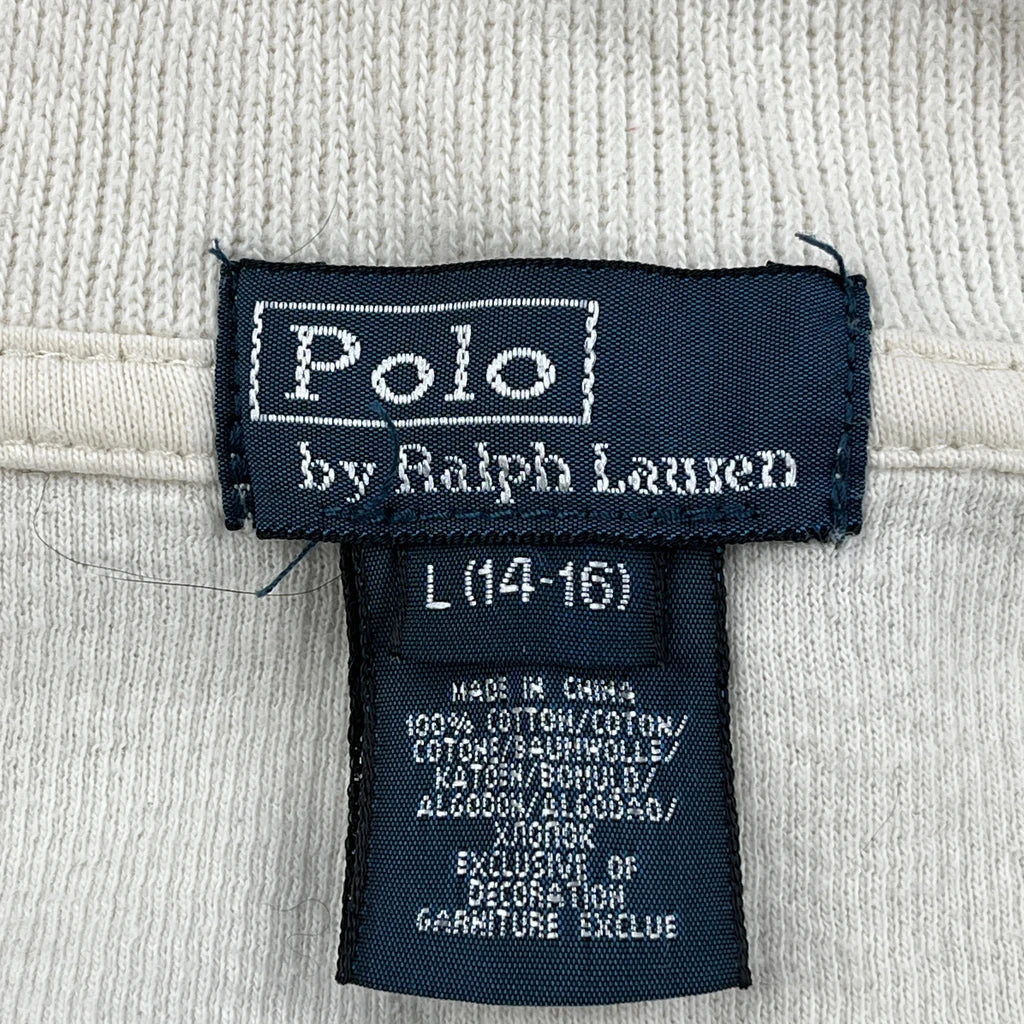 Polo
by Ralph Lauren
L (14-16)
MADE IN CHINA
100% COTTON/COTON/
COTONE/BAUMWOLLE/
KATOEN/BOMULD/
ALGODON/ALGODAO/
ХЛОПОК
EXCLUSIVE OF
DECORATION
GARNITURE EXCLUE